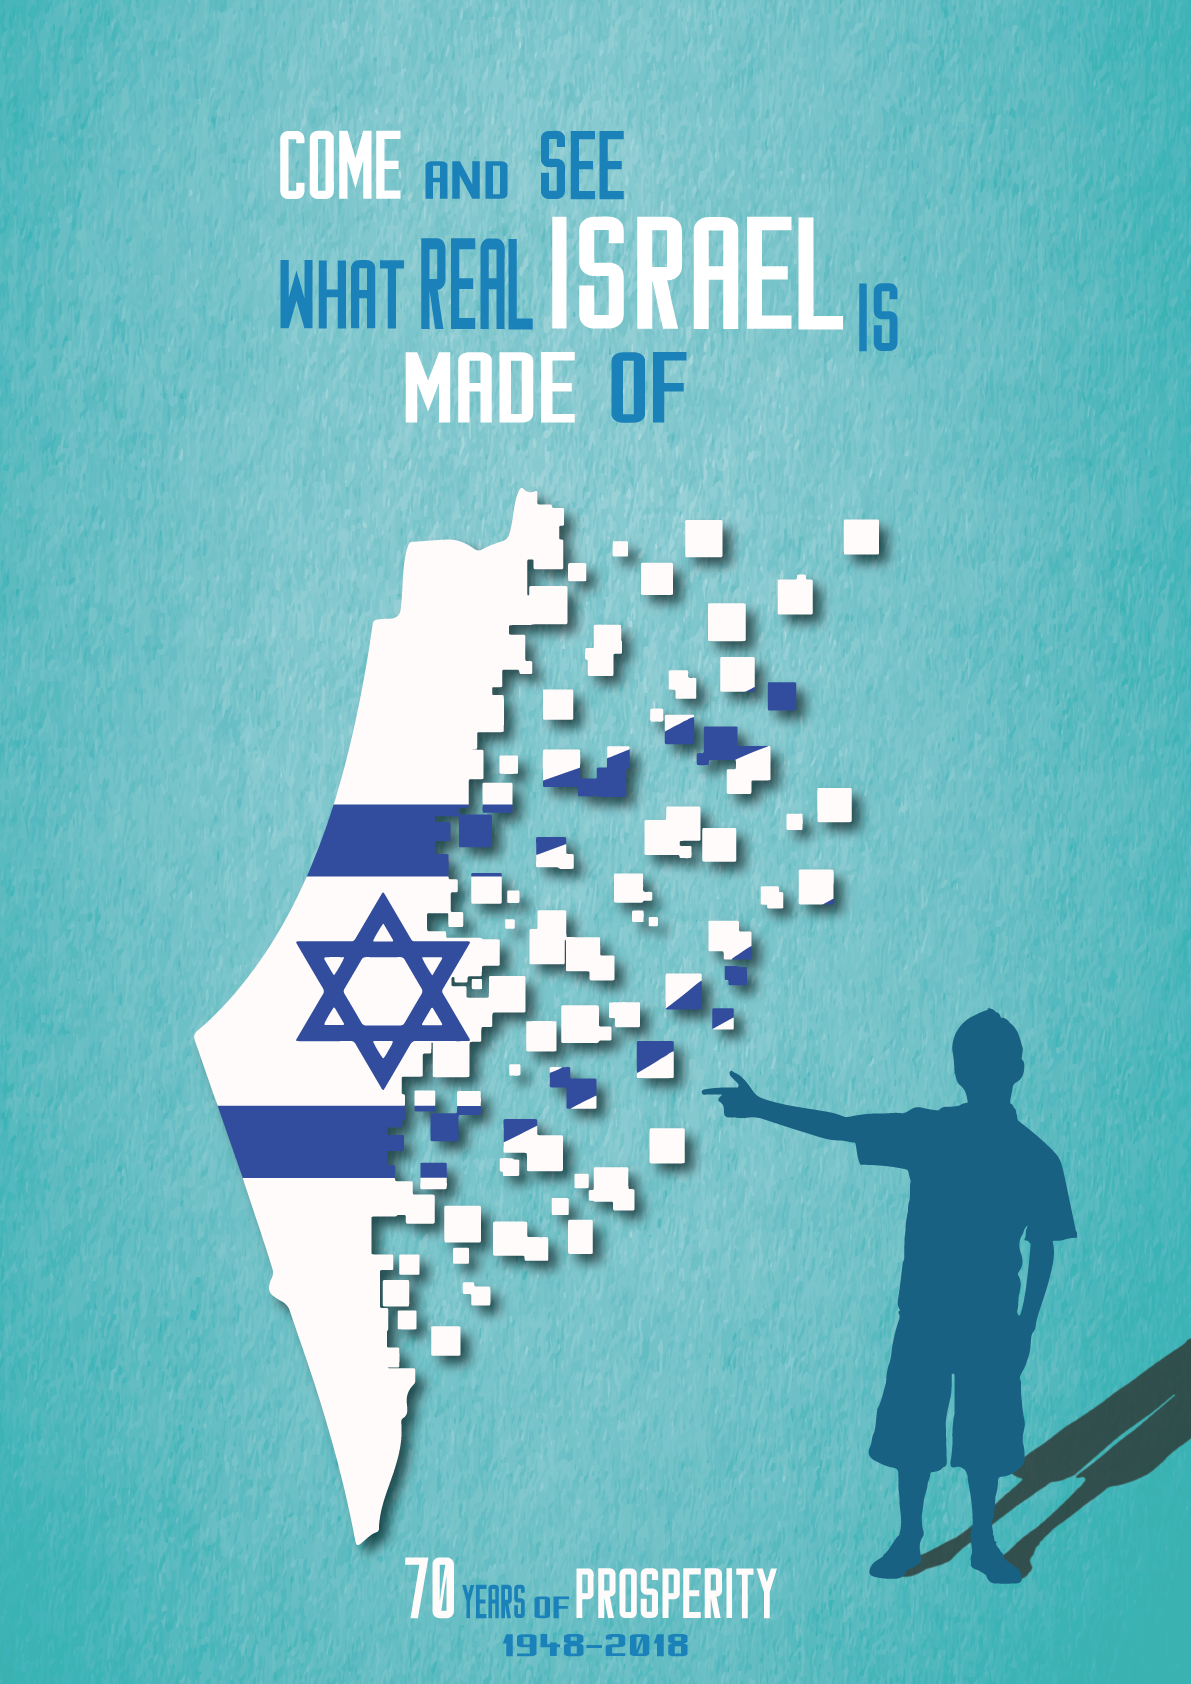 COME AND SEE
WHAT REAL ISRAEL IS
MADE OF
70 YEARS OF PROSPERITY
1948-2018